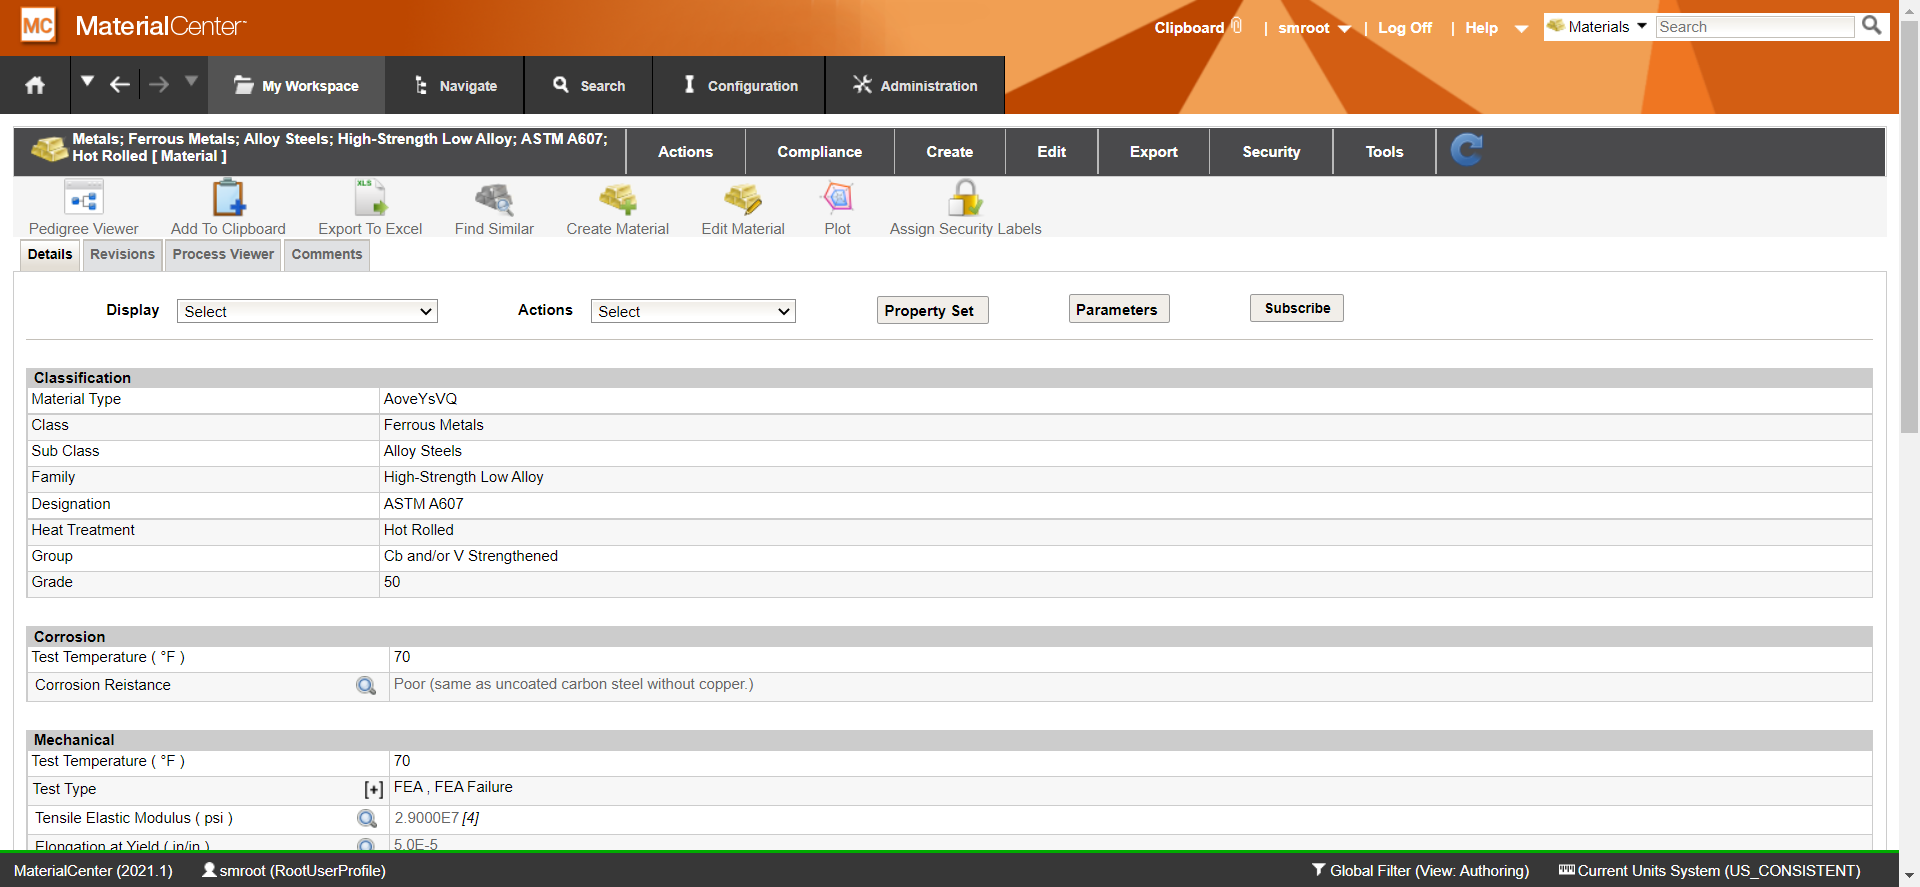 MC MaterialCenter
Clipboard | smroot | Log Off | Help Materials Search
My Workspace Navigate Search Configuration Administration
Metals; Ferrous Metals; Alloy Steels; High-Strength Low Alloy; ASTM A607;
Hot Rolled [ Material ]
Actions Compliance Create Edit Export Security Tools
XLS
Pedigree Viewer Add To Clipboard Export To Excel Find Similar Create Material Edit Material Plot Assign Security Labels
Details Revisions Process Viewer Comments
Display Select Actions Select Property Set Parameters Subscribe
Classification
Material Type AoveYsVQ
Class Ferrous Metals
Sub Class Alloy Steels
Family High-Strength Low Alloy
Designation ASTM A607
Heat Treatment Hot Rolled
Group Cb and/or V Strengthened
Grade 50
Corrosion
Test Temperature ( °F ) 70
Corrosion Reistance Poor (same as uncoated carbon steel without copper.)
Mechanical
Test Temperature ( °F ) 70
Test Type [+] FEA , FEA Failure
Tensile Elastic Modulus ( psi ) 2.9000E7 [4]
Elongation at Yield ( in/in ) 5.0E-5
MaterialCenter (2021.1) smroot (RootUserProfile) Global Filter (View: Authoring) Current Units System (US_CONSISTENT)